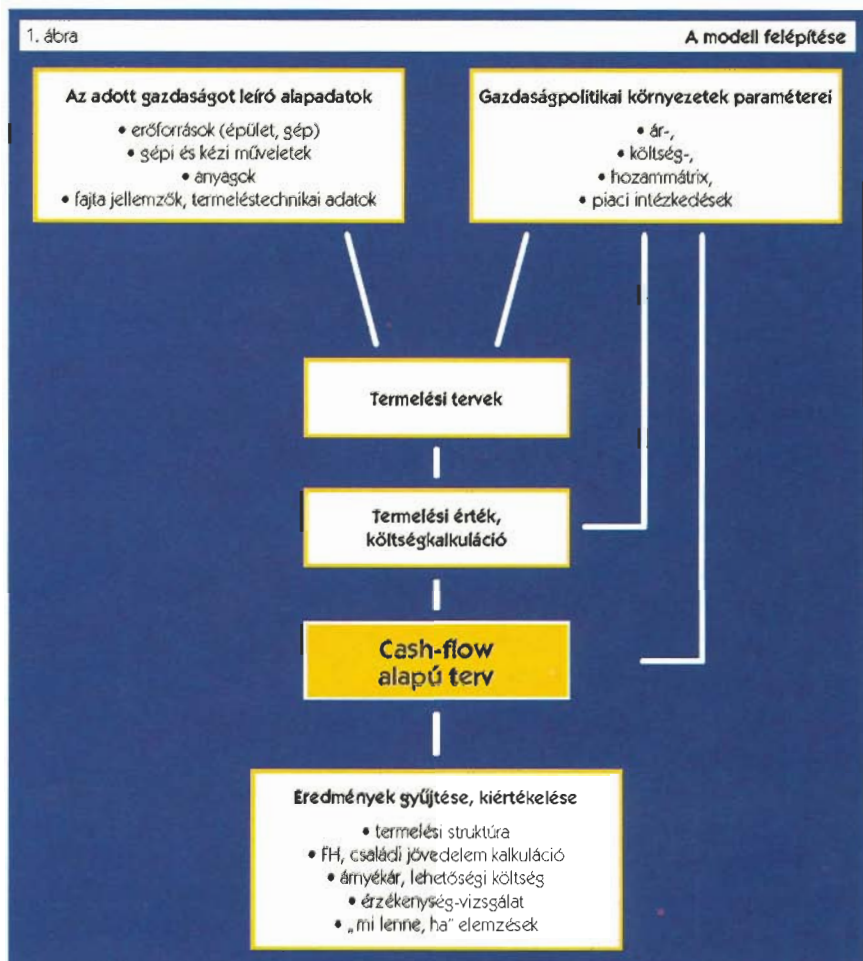 1. ábra
A modell felépítése
Az adott gazdaságot leíró alapadatok
• erőforrások (épület, gép)
• gépi és kézi műveletek
• anyagok
• fajta jellemzők, termeléstechnikai adatok
Gazdaságpolitikai környezetek paraméterei
• ár-,
• költség-,
• hozammátrix,
• piaci intézkedések
Termelési tervek
Termelési érték,
költségkalkuláció
Cash-flow
alapú terv
Eredmények gyűjtése, kiértékelése
• termelési struktúra
• FH, családi jövedelem kalkuláció
• árnyékár, lehetőségi költség
• érzékenység-vizsgálat
• „mi lenne, ha" elemzések